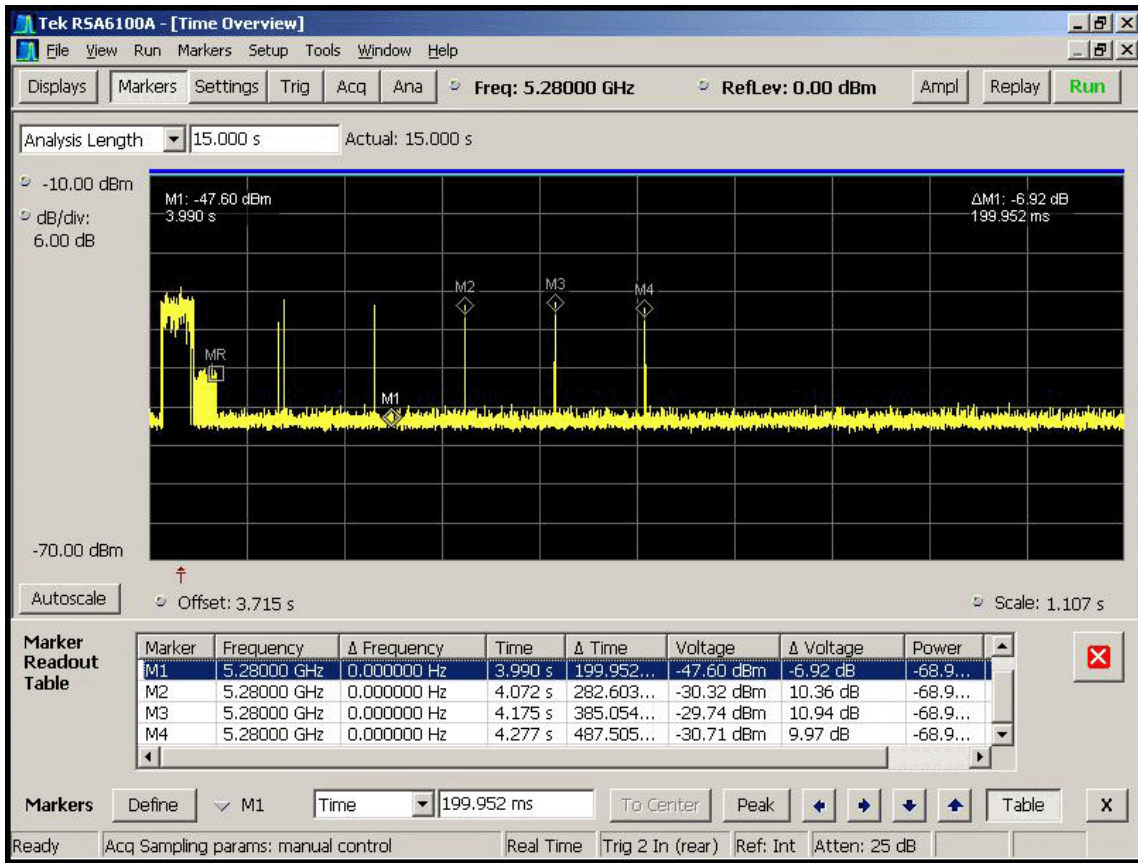 Tek RSA6100A - [Time Overview]
File View Run Markers Setup Tools Window Help
Displays Markers Settings Trig Acq Ana Freq: 5.28000 GHz RefLev: 0.00 dBm Ampl Replay Run
Analysis Length 15.000 s Actual: 15.000 s
-10.00 dBm
dB/div:
6.00 dB
M1: -47.60 dBm
3.990 s
ΔM1: -6.92 dB
199.952 ms
M2 M3 M4
MR
M1
-70.00 dBm
Autoscale Offset: 3.715 s Scale: 1.107 s
Marker
Readout
Table
Marker Frequency Δ Frequency Time Δ Time Voltage Δ Voltage Power
M1 5.28000 GHz 0.000000 Hz 3.990 s 199.952... -47.60 dBm -6.92 dB -68.9...
M2 5.28000 GHz 0.000000 Hz 4.072 s 282.603... -30.32 dBm 10.36 dB -68.9...
M3 5.28000 GHz 0.000000 Hz 4.175 s 385.054... -29.74 dBm 10.94 dB -68.9...
M4 5.28000 GHz 0.000000 Hz 4.277 s 487.505... -30.71 dBm 9.97 dB -68.9...
Markers Define M1 Time 199.952 ms To Center Peak Table X
Ready Acq Sampling params: manual control Real Time Trig 2 In (rear) Ref: Int Atten: 25 dB